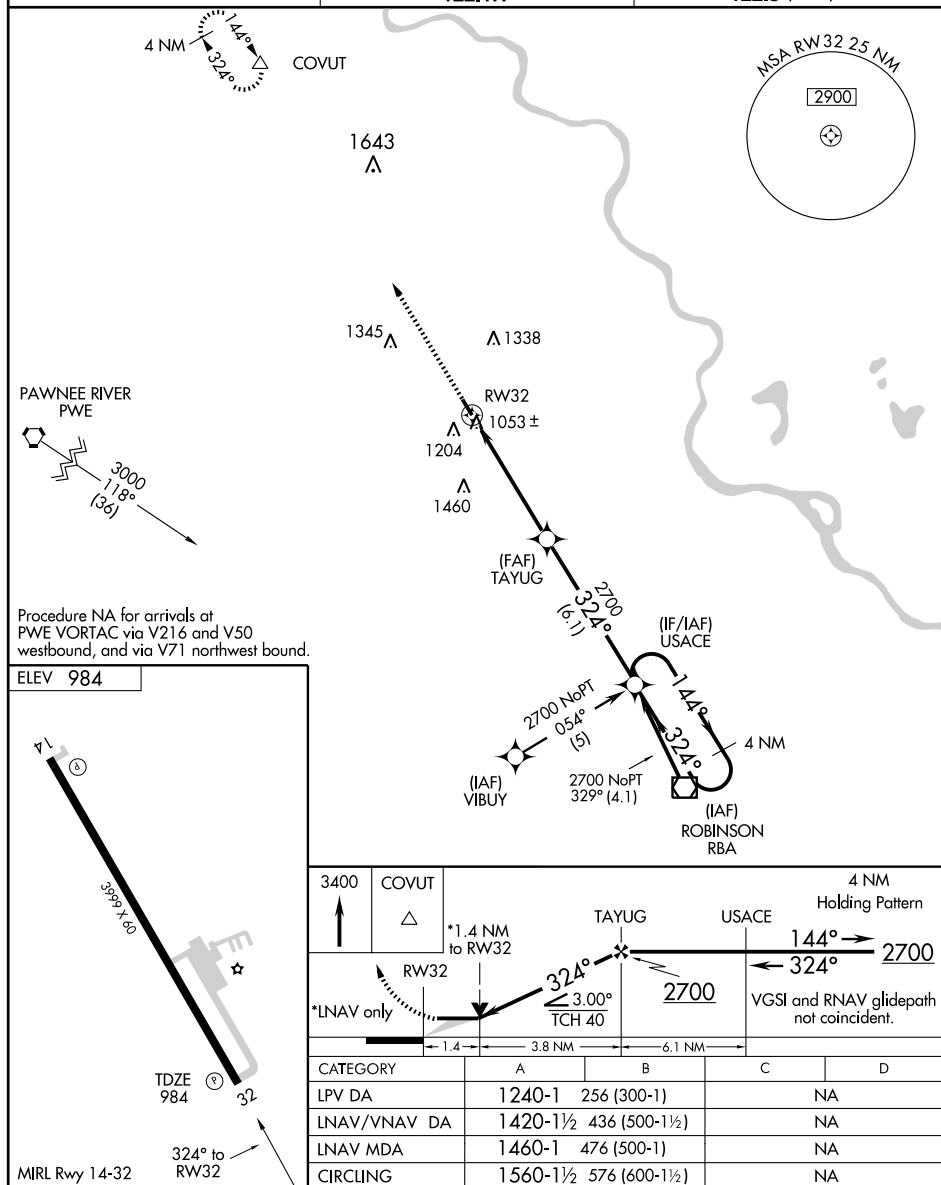 4 NM
144°
324°
COVUT
MSA RW32 25 NM
2900
1643
1345
1338
RW32
1053 ±
1204
1460
PAWNEE RIVER
PWE
3000
118°
(36)
(FAF)
TAYUG
2700
324°
(6.1)
(IF/IAF)
USACE
144°
324°
4 NM
2700 NoPT
054°
(5)
(IAF)
VIBUY
2700 NoPT
329° (4.1)
(IAF)
ROBINSON
RBA
Procedure NA for arrivals at
PWE VORTAC via V216 and V50
westbound, and via V71 northwest bound.
ELEV 984
14
3999 X 60
TDZE
984
P
P
32
324° to
RW32
MIRL Rwy 14-32
3400
COVUT
*1.4 NM
to RW32
RW32
*LNAV only
324°
3.00°
TCH 40
TAYUG
2700
USACE
4 NM
Holding Pattern
144°
324°
2700
VGSI and RNAV glidepath
not coincident.
1.4
3.8 NM
6.1 NM
CATEGORY A B C D
LPV DA 1240-1 256 (300-1) NA
LNAV/VNAV DA 1420-1½ 436 (500-1½) NA
LNAV MDA 1460-1 476 (500-1) NA
CIRCLING 1560-1½ 576 (600-1½) NA